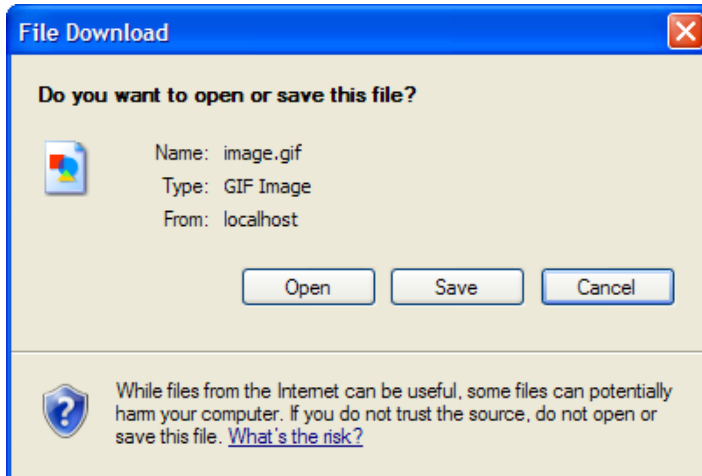 File Download
Do you want to open or save this file?
Name: image.gif
Type: GIF Image
From: localhost
Open Save Cancel
While files from the Internet can be useful, some files can potentially
harm your computer. If you do not trust the source, do not open or
save this file. What's the risk?